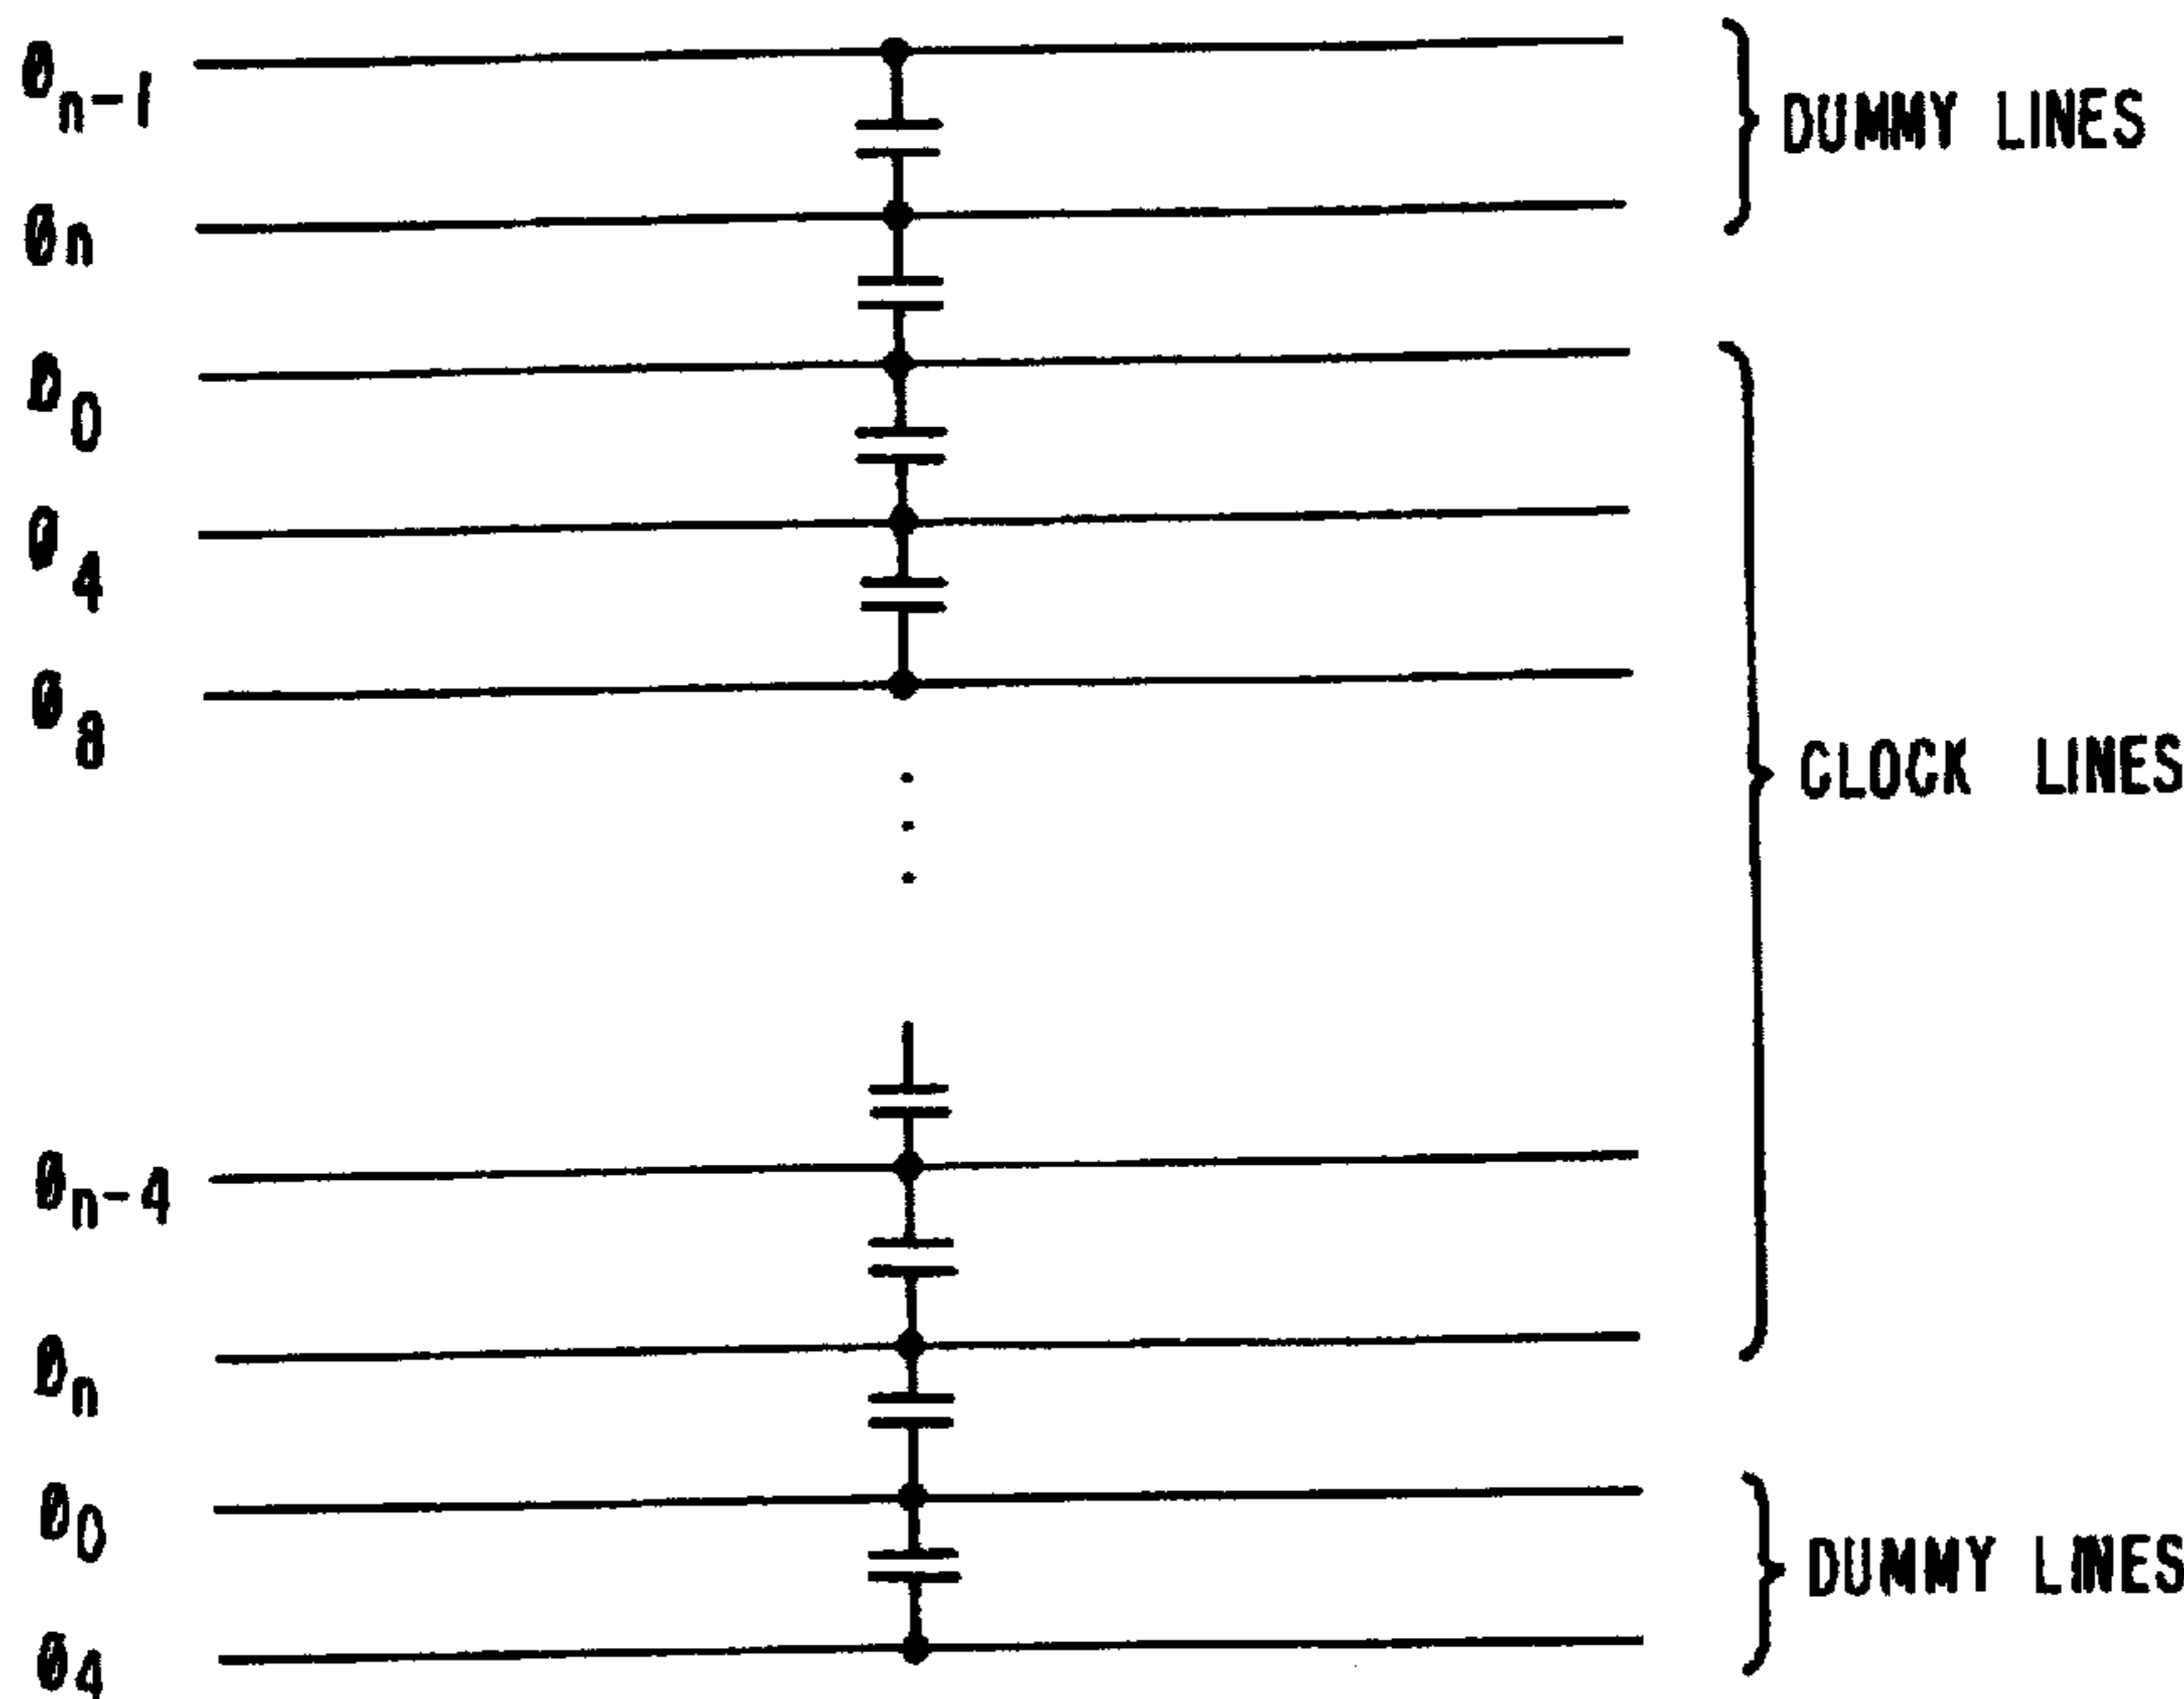 Øn-1
DUMMY LINES
Øn
Ø0
Ø4
Ø8
CLOCK LINES
Øn-4
Øn
Ø0
DUMMY LINES
Ø4